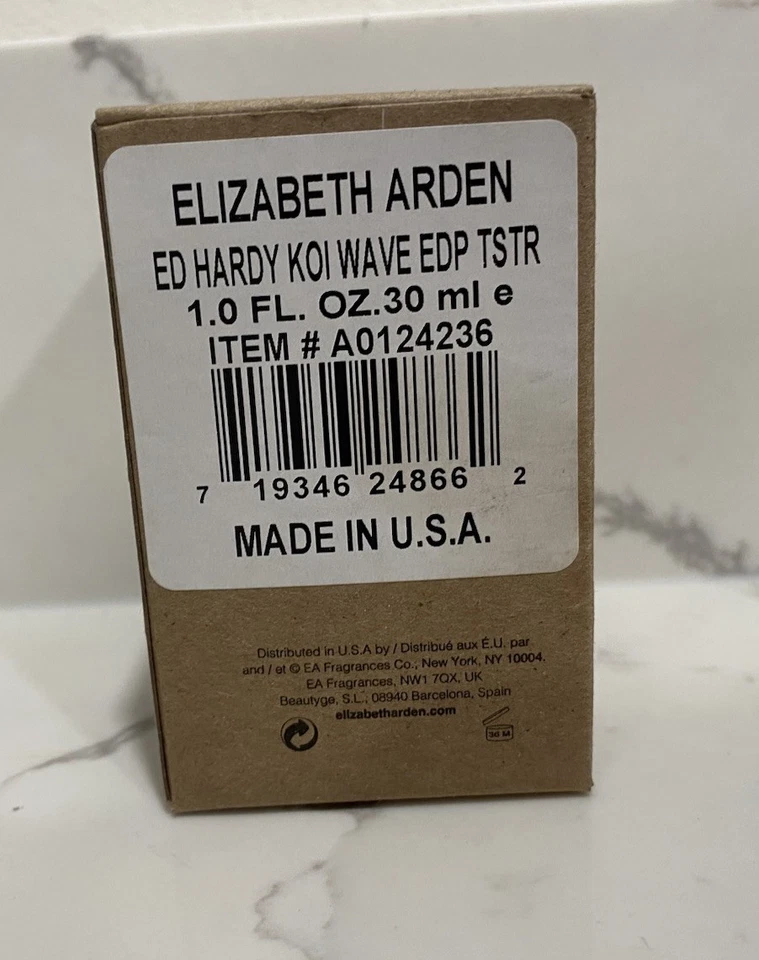 ELIZABETH ARDEN
ED HARDY KOI WAVE EDP TSTR
1.0 FL. OZ.30 ml e
ITEM # A0124236
7 19346 24866 2
MADE IN U.S.A.
Distributed in U.S.A by / Distribué aux É.U. par
and / et © EA Fragrances Co., New York, NY 10004.
EA Fragrances, NW1 7QX, UK
Beautyge, S.L., 08940 Barcelona, Spain
elizabetharden.com
36 M